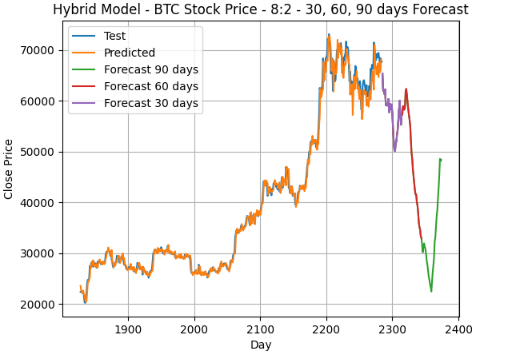 Hybrid Model - BTC Stock Price - 8:2 - 30, 60, 90 days Forecast
Test
Predicted
Forecast 90 days
Forecast 60 days
Forecast 30 days
Close Price
70000
60000
50000
40000
30000
20000
1900
2000
2100
2200
2300
2400
Day